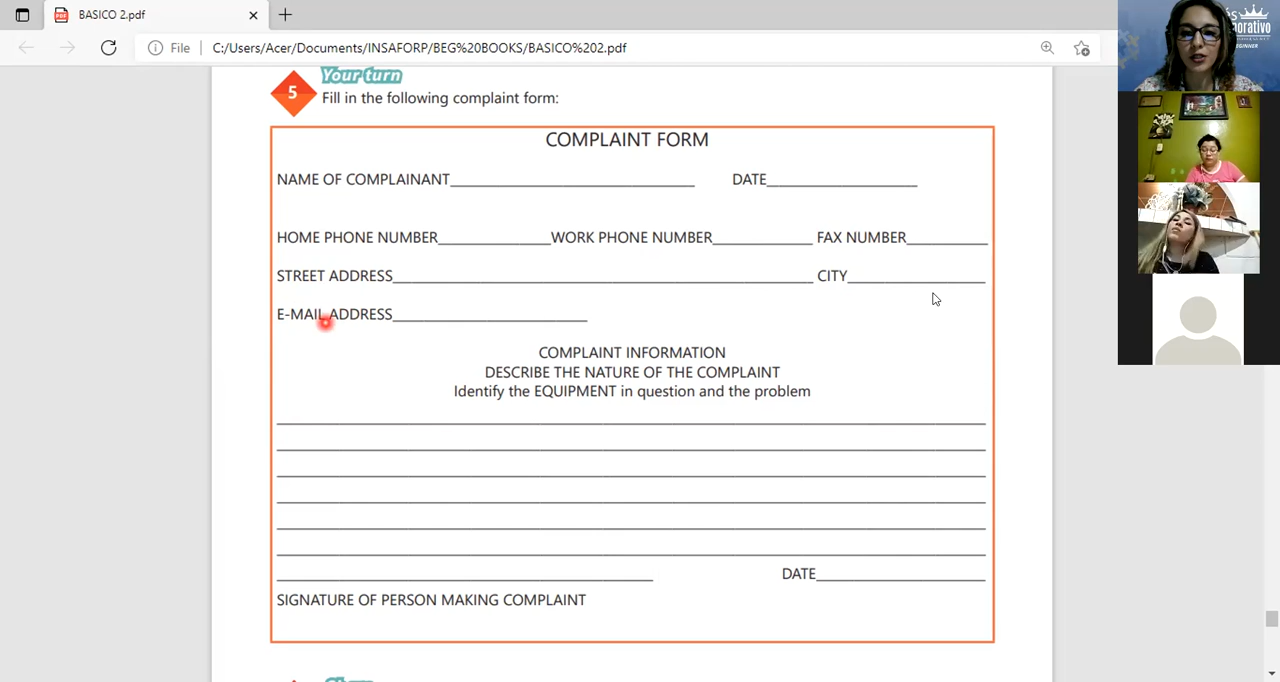 BASICO 2.pdf
File | C:/Users/Acer/Documents/INSAFORP/BEG%20BOOKS/BASICO%202.pdf
Your turn
5
Fill in the following complaint form:
COMPLAINT FORM
NAME OF COMPLAINANT DATE
HOME PHONE NUMBER WORK PHONE NUMBER FAX NUMBER
STREET ADDRESS CITY
E-MAIL ADDRESS
COMPLAINT INFORMATION
DESCRIBE THE NATURE OF THE COMPLAINT
Identify the EQUIPMENT in question and the problem
DATE
SIGNATURE OF PERSON MAKING COMPLAINT